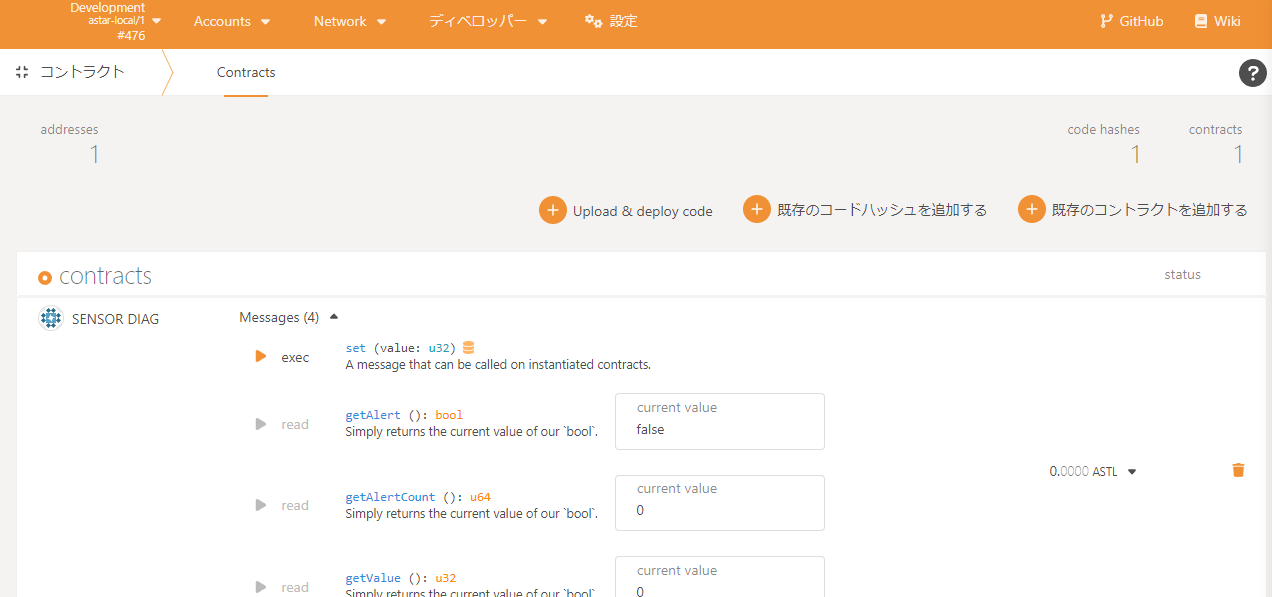 Development
astar-local/1
#476
Accounts
Network
ディベロッパー
設定
GitHub
Wiki
コントラクト
Contracts
?
addresses
1
code hashes
1
contracts
1
Upload & deploy code
既存のコードハッシュを追加する
既存のコントラクトを追加する
contracts
status
SENSOR DIAG
Messages (4)
exec
set (value: u32)
A message that can be called on instantiated contracts.
read
getAlert (): bool
Simply returns the current value of our `bool`.
current value
false
0.0000 ASTL
read
getAlertCount (): u64
Simply returns the current value of our `bool`.
current value
0
read
getValue (): u32
Simply returns the current value of our `bool`.
current value
0